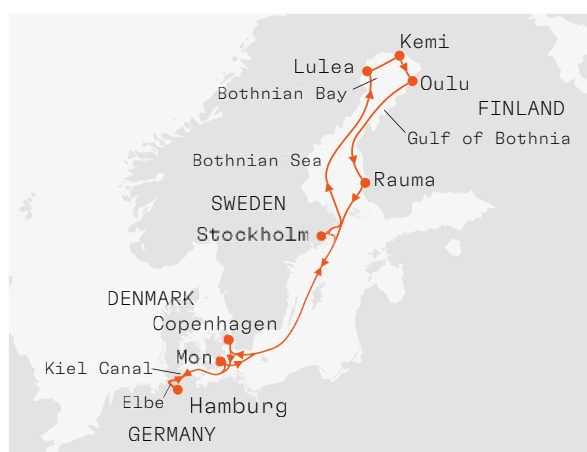 Kemi
Lulea
Oulu
Bothnian Bay
FINLAND
Gulf of Bothnia
Bothnian Sea
Rauma
SWEDEN
Stockholm
DENMARK
Copenhagen
Mon
Kiel Canal
Elbe
Hamburg
GERMANY